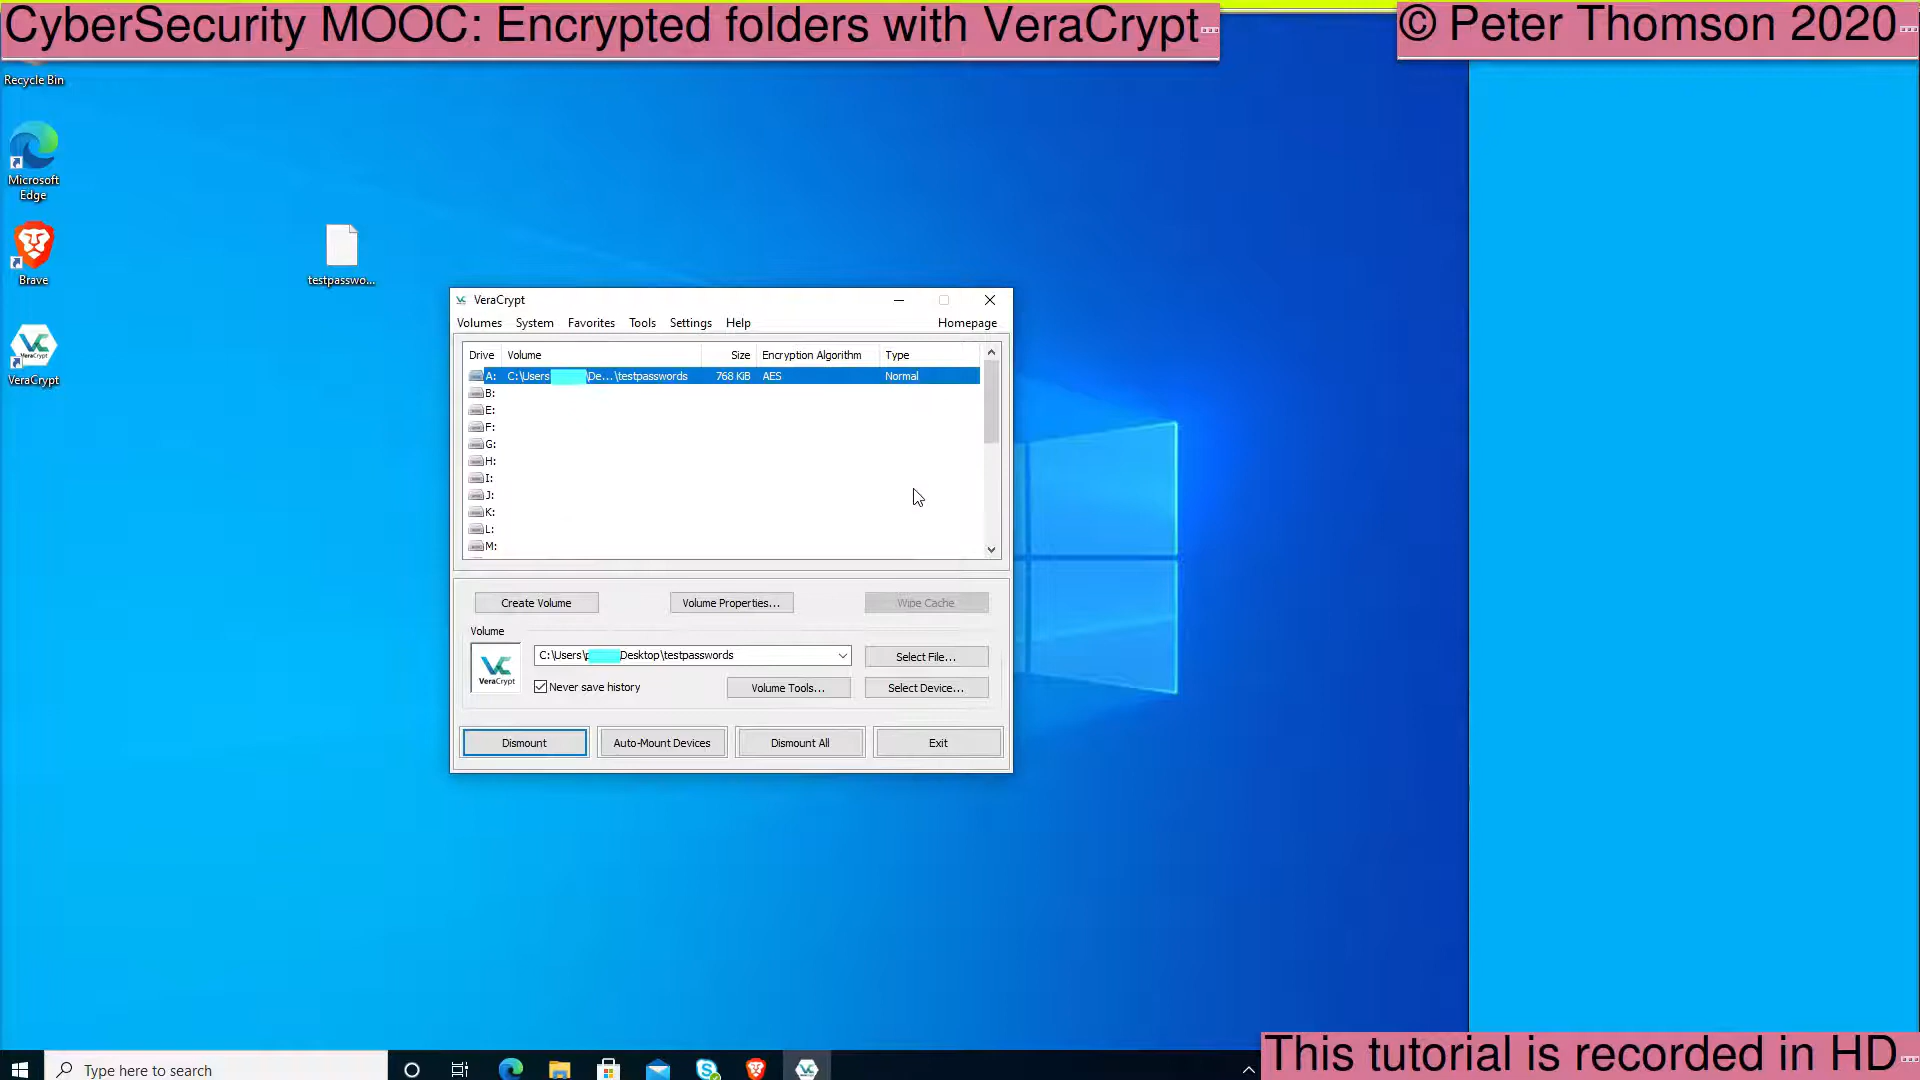 CyberSecurity MOOC: Encrypted folders with VeraCrypt
© Peter Thomson 2020
Recycle Bin
Microsoft
Edge
Brave
VeraCrypt
VeraCrypt
testpasswo...
VeraCrypt
Volumes System Favorites Tools Settings Help Homepage
Drive Volume Size Encryption Algorithm Type
A: C:\Users \De...\testpasswords 768 KiB AES Normal
B:
E:
F:
G:
H:
I:
J:
K:
L:
M:
Create Volume Volume Properties... Wipe Cache
Volume
VeraCrypt
C:\Users\p Desktop\testpasswords Select File...
Never save history Volume Tools... Select Device...
Dismount Auto-Mount Devices Dismount All Exit
Type here to search
This tutorial is recorded in HD